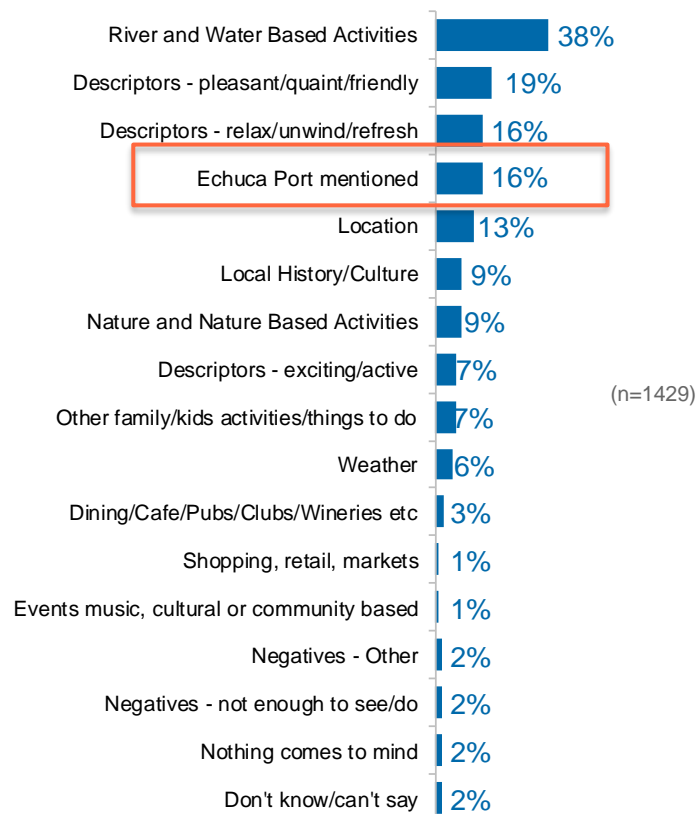 River and Water Based Activities 38%
Descriptors - pleasant/quaint/friendly 19%
Descriptors - relax/unwind/refresh 16%
Echuca Port mentioned 16%
Location 13%
Local History/Culture 9%
Nature and Nature Based Activities 9%
Descriptors - exciting/active 7%
(n=1429)
Other family/kids activities/things to do 7%
Weather 6%
Dining/Cafe/Pubs/Clubs/Wineries etc 3%
Shopping, retail, markets 1%
Events music, cultural or community based 1%
Negatives - Other 2%
Negatives - not enough to see/do 2%
Nothing comes to mind 2%
Don't know/can't say 2%